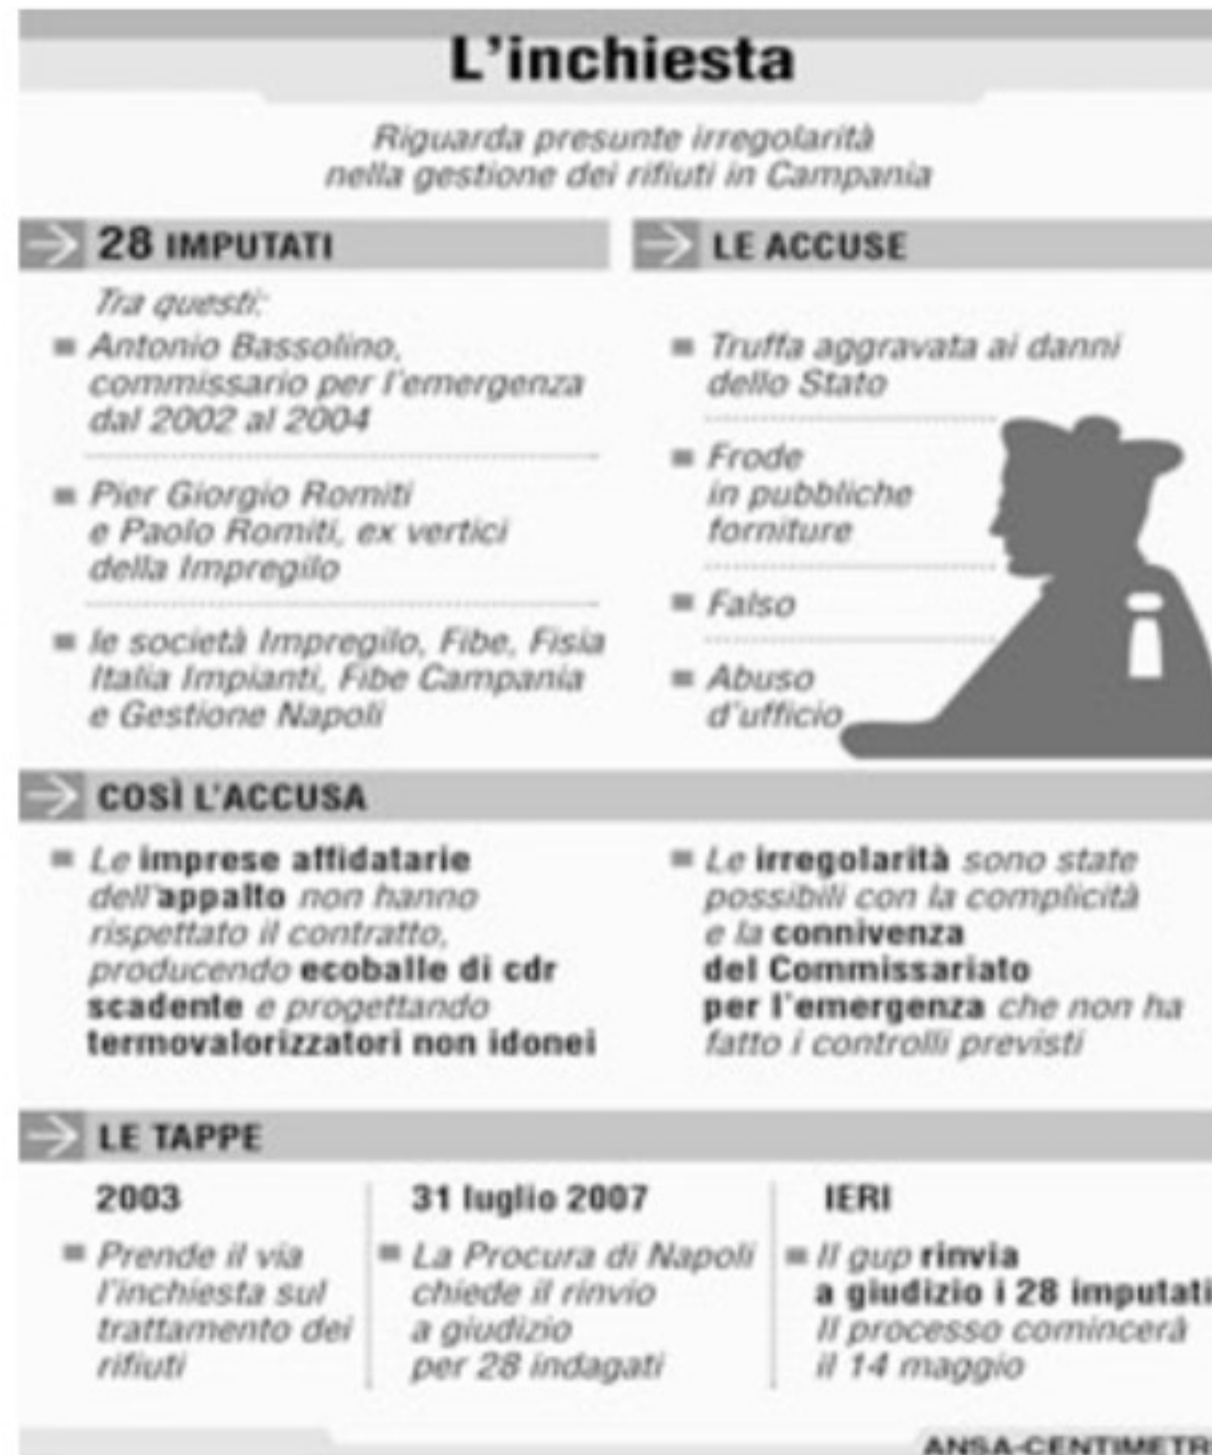 L'inchiesta
Riguarda presunte irregolarità
nella gestione dei rifiuti in Campania
28 IMPUTATI
Tra questi:
Antonio Bassolino,
commissario per l'emergenza
dal 2002 al 2004
Pier Giorgio Romiti
e Paolo Romiti, ex vertici
della Impregilo
le società Impregilo, Fibe, Fisia
Italia Impianti, Fibe Campania
e Gestione Napoli
LE ACCUSE
Truffa aggravata ai danni
dello Stato
Frode
in pubbliche
forniture
Falso
Abuso
d'ufficio
COSÌ L'ACCUSA
Le imprese affidatarie
dell'appalto non hanno
rispettato il contratto,
producendo ecoballe di cdr
scadente e progettando
termovalorizzatori non idonei
Le irregolarità sono state
possibili con la complicità
e la connivenza
del Commissariato
per l'emergenza che non ha
fatto i controlli previsti
LE TAPPE
2003
Prende il via
l'inchiesta sul
trattamento dei
rifiuti
31 luglio 2007
La Procura di Napoli
chiede il rinvio
a giudizio
per 28 indagati
IERI
Il gup rinvia
a giudizio i 28 imputati
Il processo comincerà
il 14 maggio
ANSA-CENTIMETR